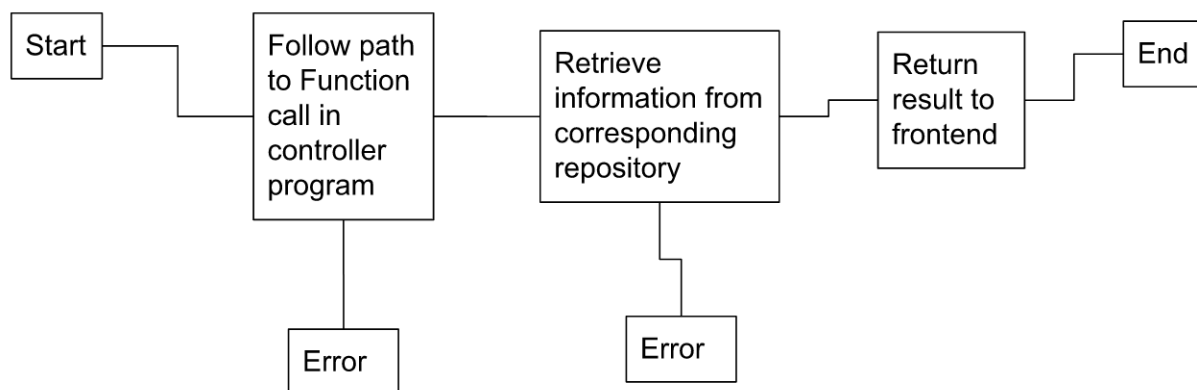 Start
Follow path
to Function
call in
controller
program
Retrieve
information from
corresponding
repository
Return
result to
frontend
End
Error
Error